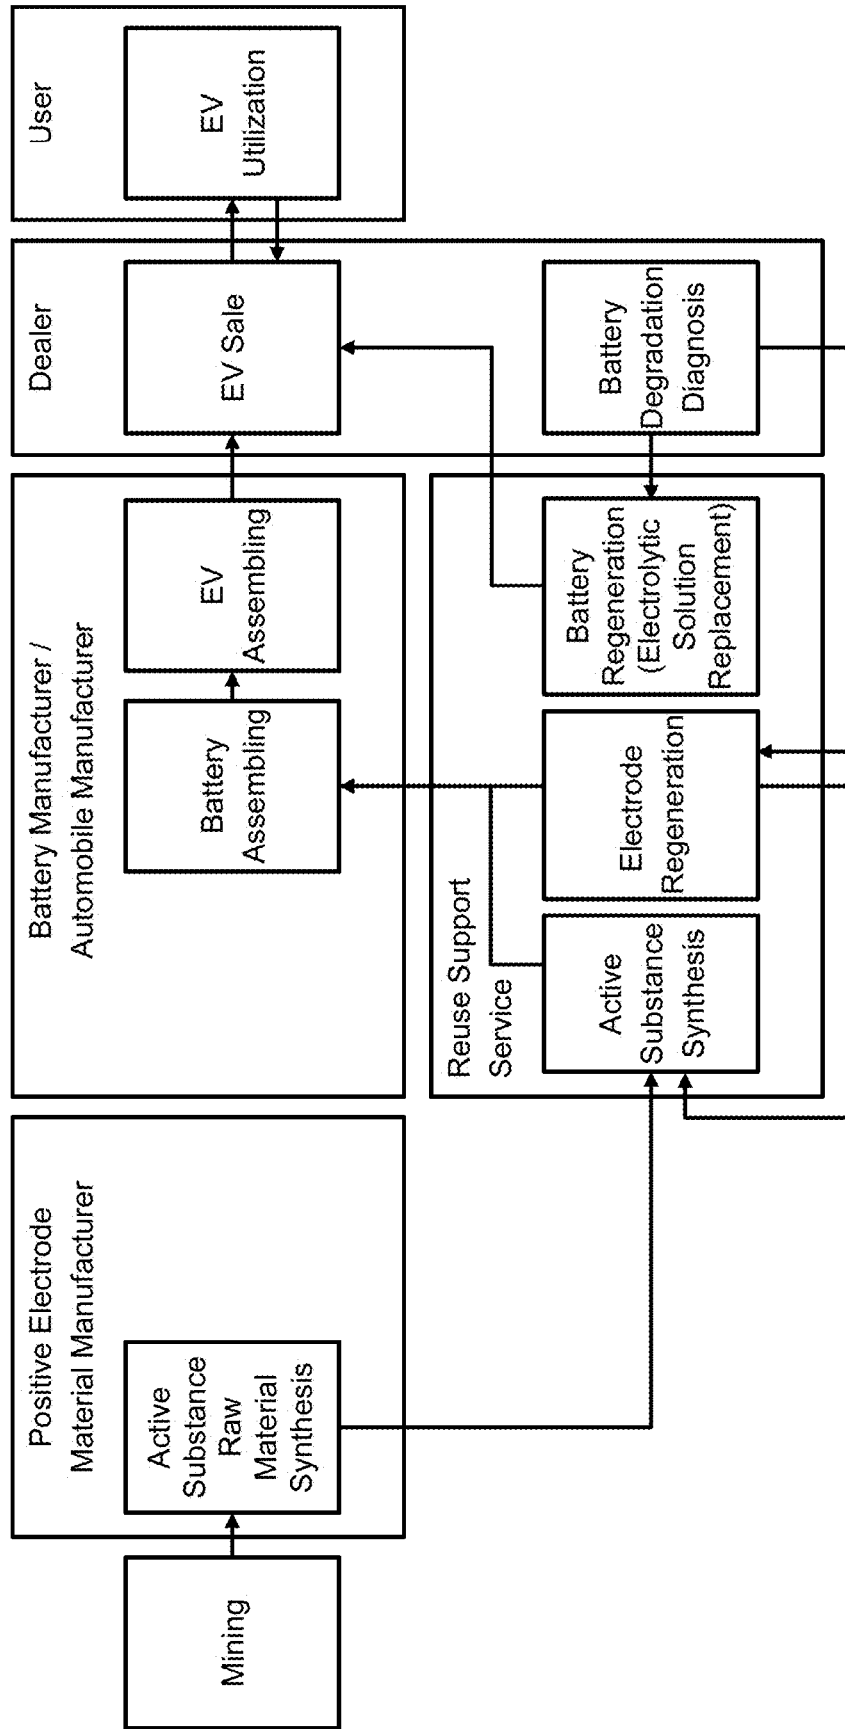 Mining
Positive Electrode
Material Manufacturer
Active
Substance
Raw
Material
Synthesis
Battery Manufacturer /
Automobile Manufacturer
Battery
Assembling
EV
Assembling
Dealer
EV Sale
User
EV
Utilization
Reuse Support
Service
Active
Substance
Synthesis
Electrode
Regeneration
Battery
Regeneration
(Electrolytic
Solution
Replacement)
Battery
Degradation
Diagnosis